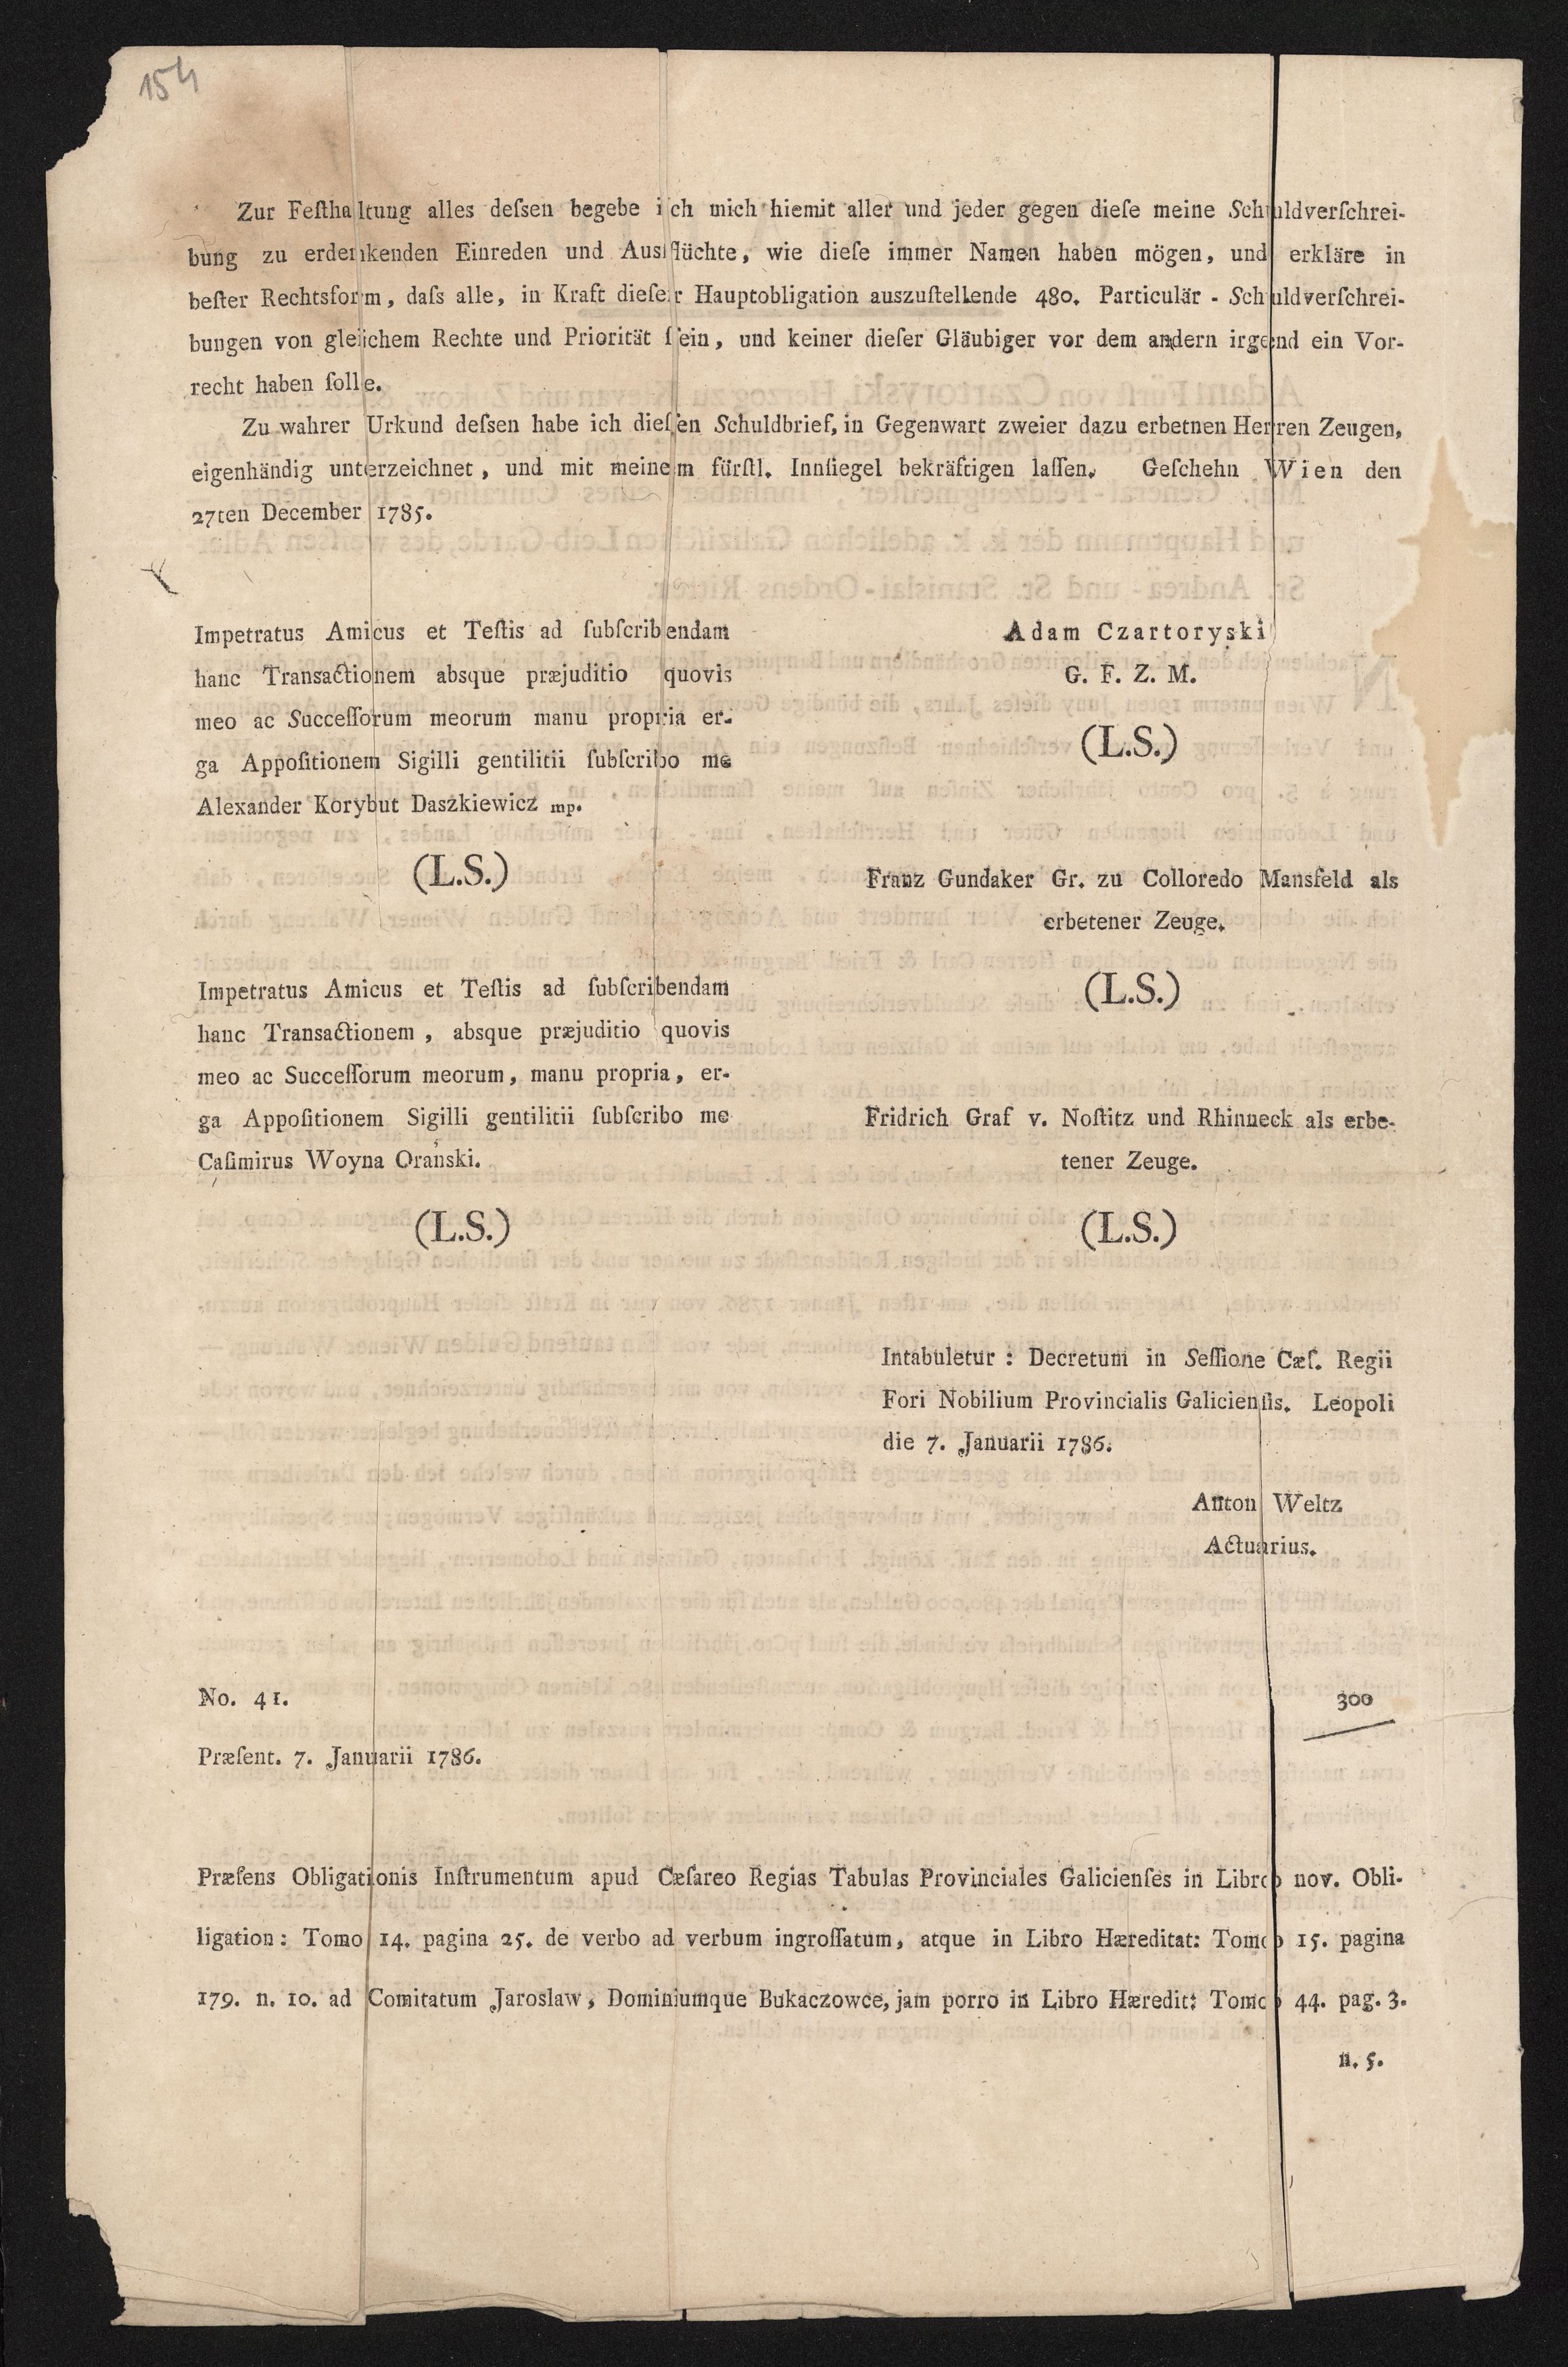 154
Zur Feſthaltung alles deſsen begebe ich mich hiemit aller und jeder gegen dieſe meine Schuldverſchrei-
bung zu erdenkenden Einreden und Ausflüchte, wie dieſe immer Namen haben mögen, und erkläre in
beſter Rechtsform, daſs alle, in Kraft dieſer Hauptobligation auszuſtellende 480. Particulär - Schuldverſchrei-
bungen von gleichem Rechte und Priorität ſein, und keiner dieſer Gläubiger vor dem andern irgend ein Vor-
recht haben ſolle.
Zu wahrer Urkund deſsen habe ich dieſen Schuldbrief, in Gegenwart zweier dazu erbetnen Herren Zeugen,
eigenhändig unterzeichnet, und mit meinem fürſtl. Innſiegel bekräftigen laſſen. Geſchehn Wien den
27ten December 1785.
Impetratus Amicus et Teſtis ad ſubſcribendam
hanc Transactionem absque præjuditio quovis
meo ac Succeſſorum meorum manu propria er-
ga Appoſitionem Sigilli gentilitii ſubſcribo me
Alexander Korybut Daszkiewicz mp.
(L.S.)
Adam Czartoryski
G. F. Z. M.
(L.S.)
Franz Gundaker Gr. zu Colloredo Mansfeld als
erbetener Zeuge.
(L.S.)
Impetratus Amicus et Teſtis ad ſubſcribendam
hanc Transactionem, absque præjuditio quovis
meo ac Succeſſorum meorum, manu propria, er-
ga Appoſitionem Sigilli gentilitii ſubſcribo me
Caſimirus Woyna Orański.
(L.S.)
Fridrich Graf v. Noſtitz und Rhinneck als erbe-
tener Zeuge.
(L.S.)
Intabuletur : Decretum in Seſſione Cæſ. Regii
Fori Nobilium Provincialis Galicienſis. Leopoli
die 7. Januarii 1786.
Anton Weltz
Actuarius.
No. 41.
300
Præſent. 7. Januarii 1786.
Præſens Obligationis Inſtrumentum apud Cæſareo Regias Tabulas Provinciales Galicienſes in Libro nov. Obli-
ligation: Tomo 14. pagina 25. de verbo ad verbum ingroſſatum, atque in Libro Hæreditat: Tomo 15. pagina
179. n. 10. ad Comitatum Jaroslaw, Dominiumque Bukaczowce, jam porro in Libro Hæredit: Tomo 44. pag. 3.
n. 5.